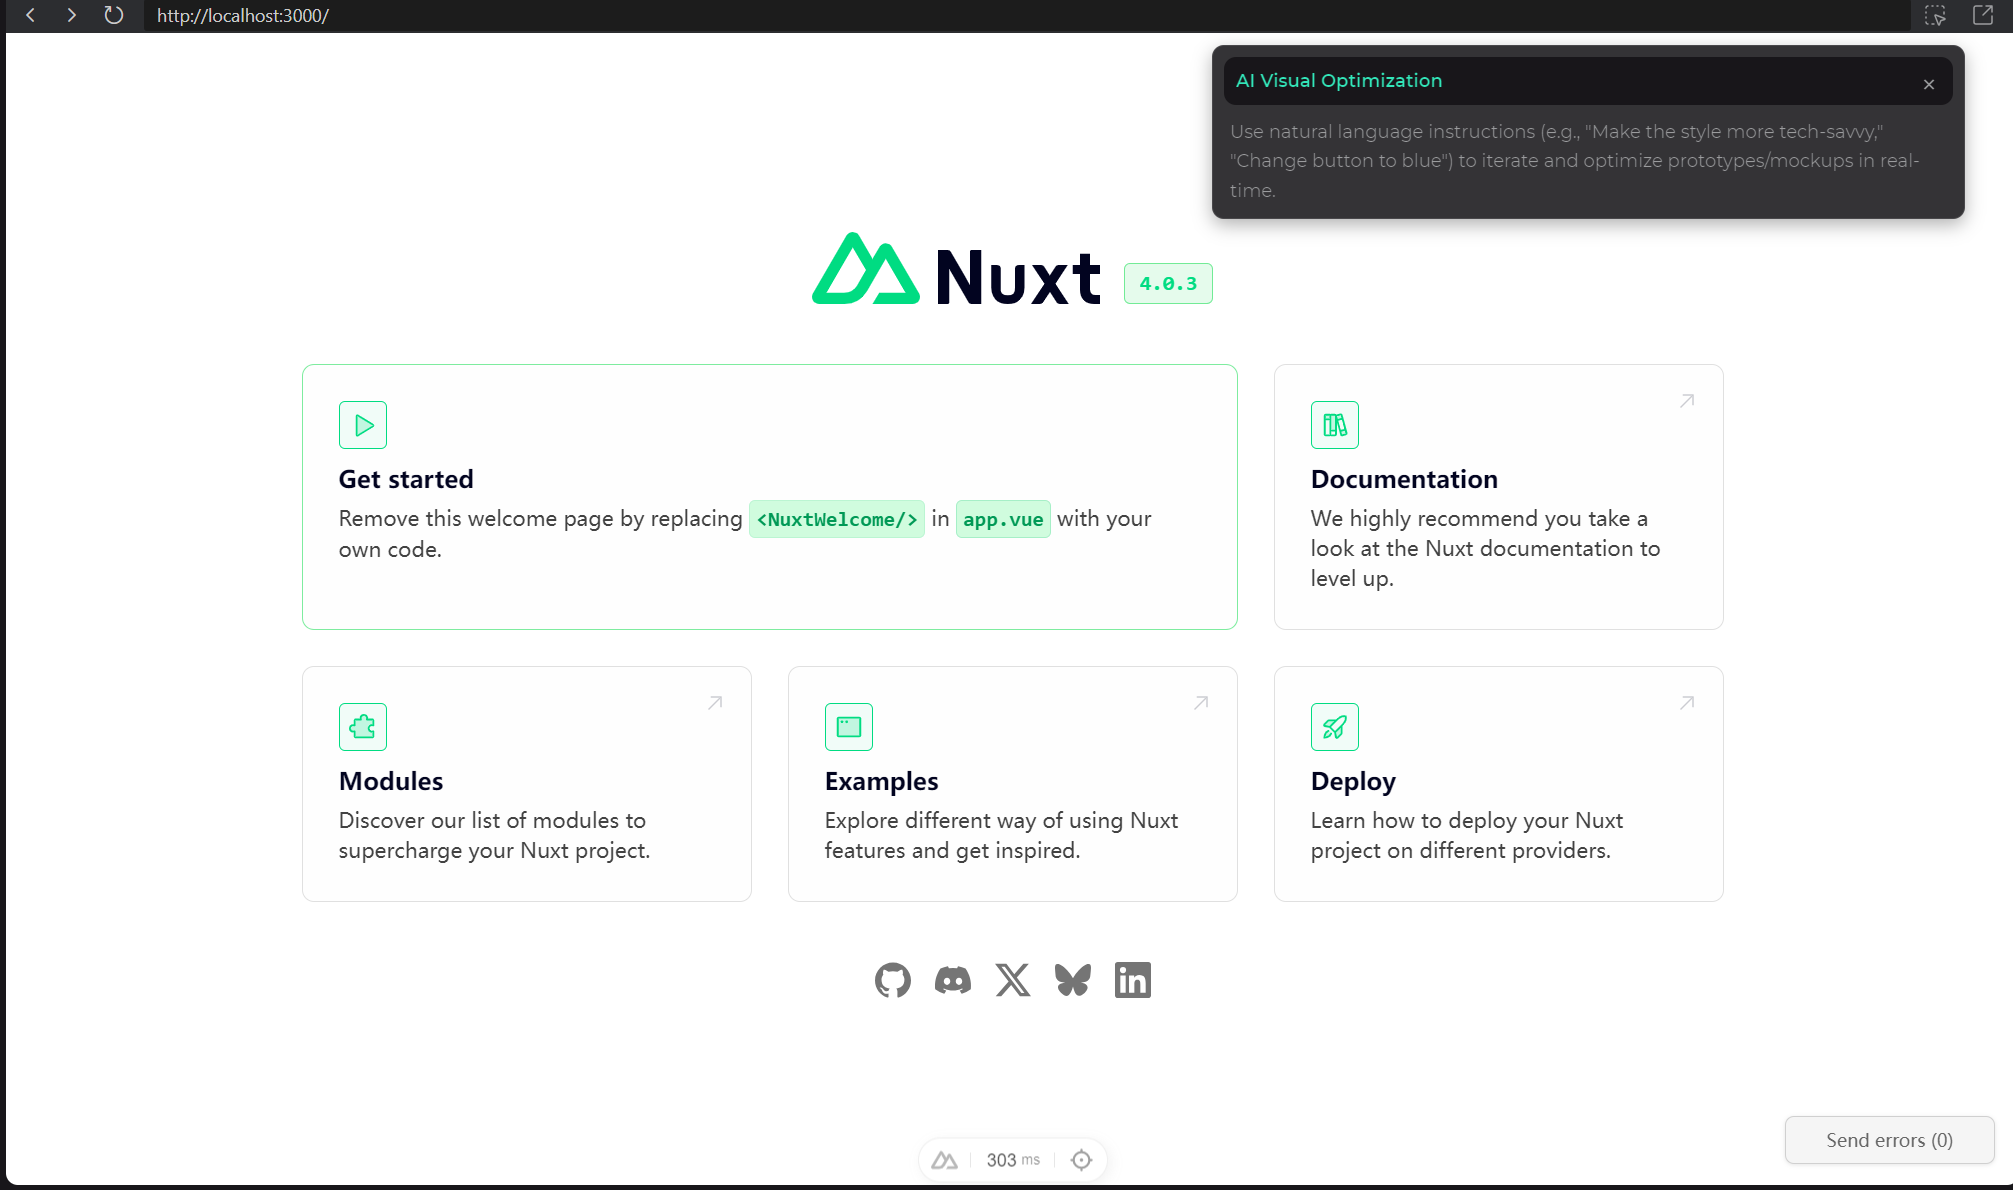 http://localhost:3000/
AI Visual Optimization
Use natural language instructions (e.g., "Make the style more tech-savvy,"
"Change button to blue") to iterate and optimize prototypes/mockups in real-
time.
Nuxt 4.0.3
Get started
Remove this welcome page by replacing <NuxtWelcome/> in app.vue with your
own code.
Documentation
We highly recommend you take a
look at the Nuxt documentation to
level up.
Modules
Discover our list of modules to
supercharge your Nuxt project.
Examples
Explore different way of using Nuxt
features and get inspired.
Deploy
Learn how to deploy your Nuxt
project on different providers.
in
303 ms
Send errors (0)